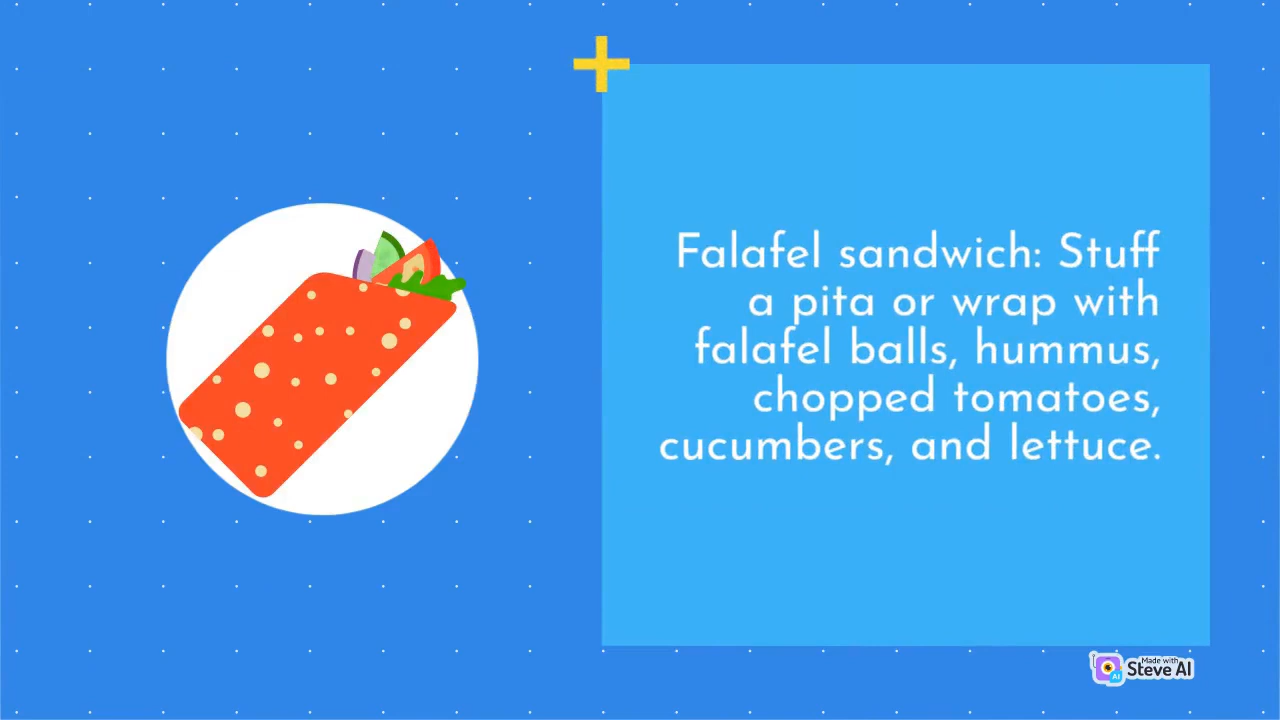 Falafel sandwich: Stuff
a pita or wrap with
falafel balls, hummus,
chopped tomatoes,
cucumbers, and lettuce.
Made with
Steve AI
AI